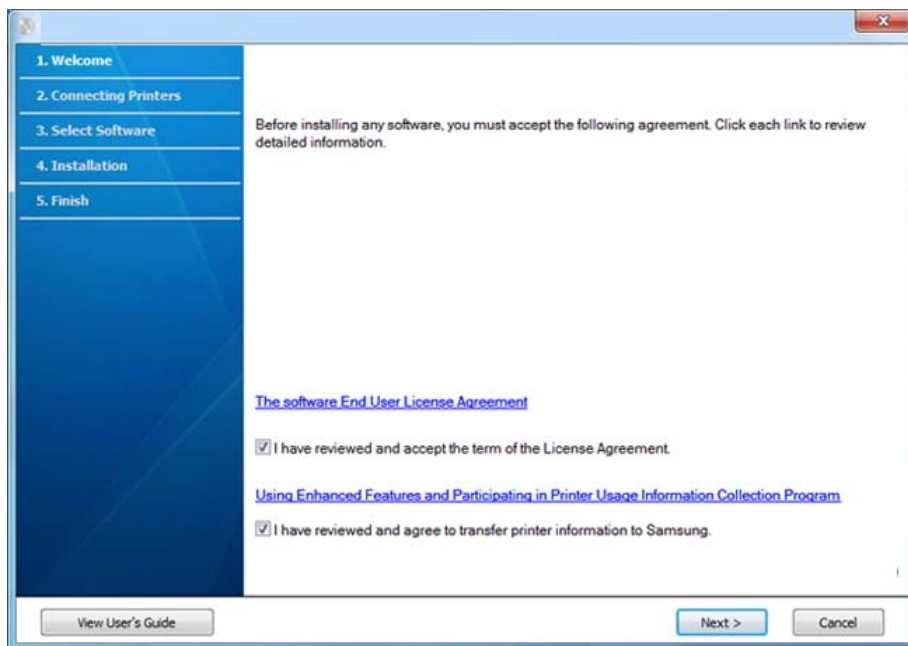 1. Welcome
2. Connecting Printers
3. Select Software
4. Installation
5. Finish
Before installing any software, you must accept the following agreement. Click each link to review
detailed information.
The software End User License Agreement
I have reviewed and accept the term of the License Agreement.
Using Enhanced Features and Participating in Printer Usage Information Collection Program
I have reviewed and agree to transfer printer information to Samsung.
View User's Guide
Next >
Cancel